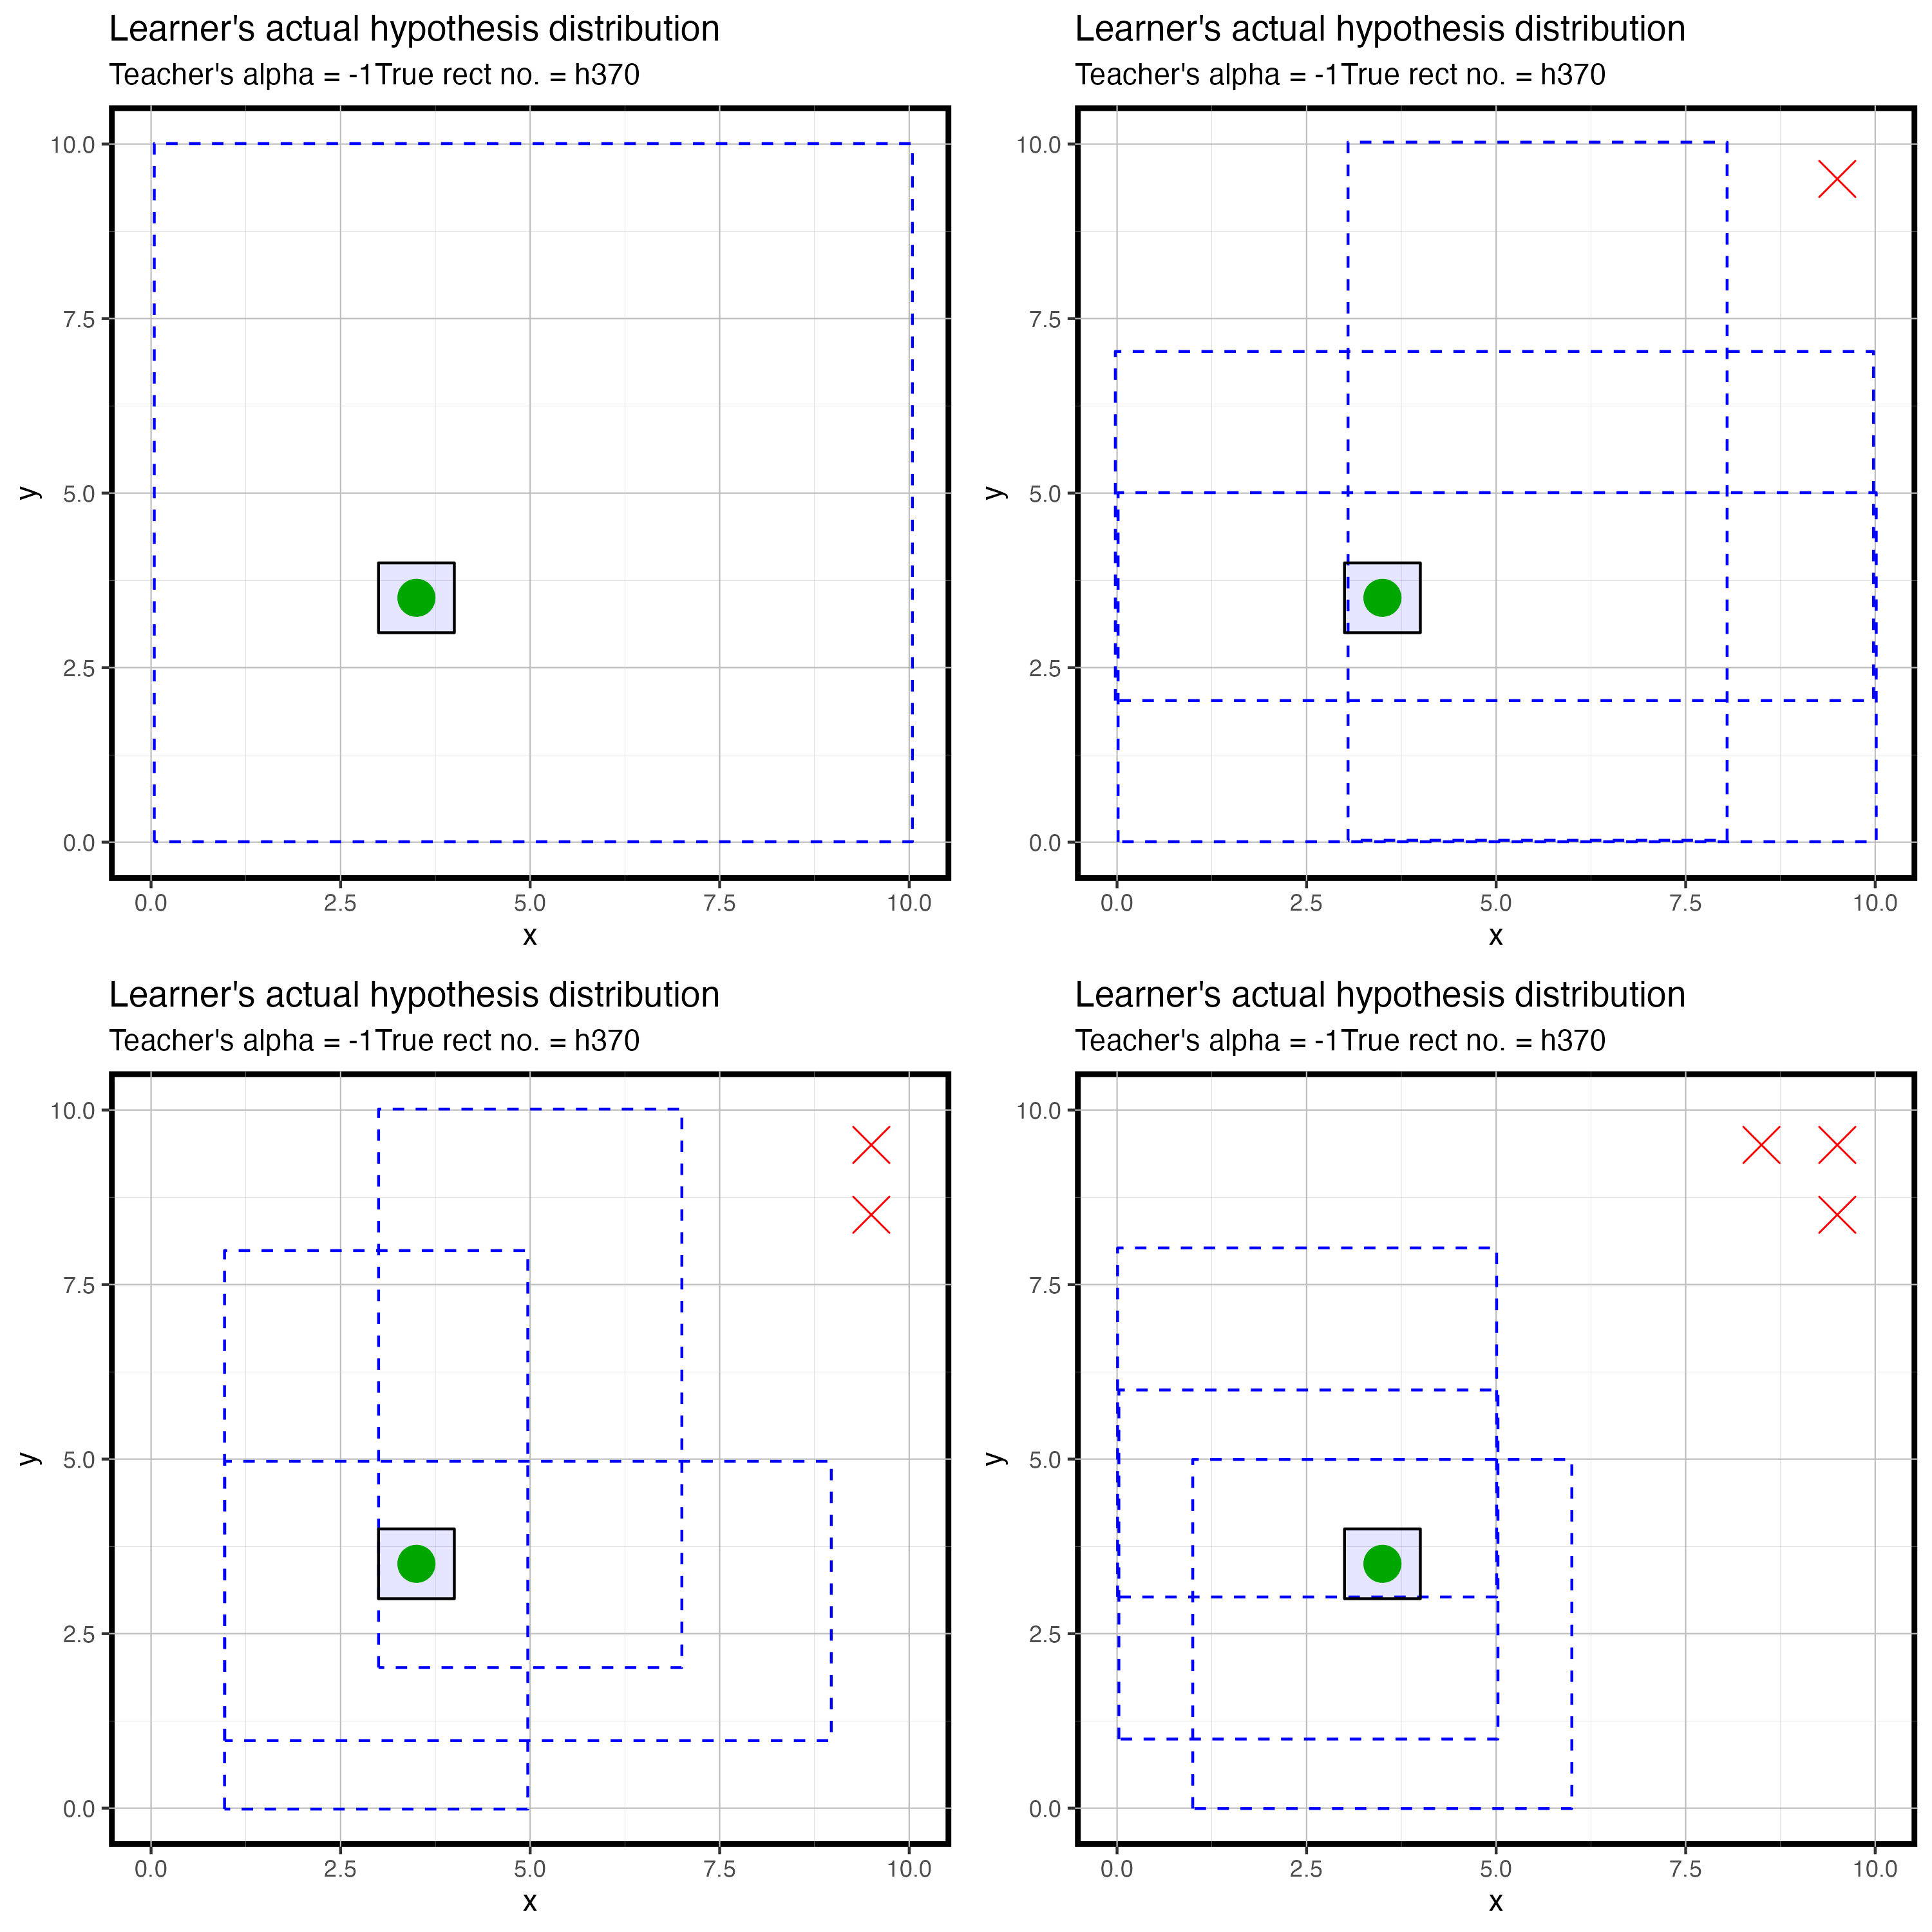 Learner's actual hypothesis distribution
Teacher's alpha = -1True rect no. = h370
10.0
7.5
5.0
2.5
0.0
y
0.0 2.5 5.0 7.5 10.0
x
Learner's actual hypothesis distribution
Teacher's alpha = -1True rect no. = h370
10.0
7.5
5.0
2.5
0.0
y
0.0 2.5 5.0 7.5 10.0
x
Learner's actual hypothesis distribution
Teacher's alpha = -1True rect no. = h370
10.0
7.5
5.0
2.5
0.0
y
0.0 2.5 5.0 7.5 10.0
x
Learner's actual hypothesis distribution
Teacher's alpha = -1True rect no. = h370
10.0
7.5
5.0
2.5
0.0
y
0.0 2.5 5.0 7.5 10.0
x